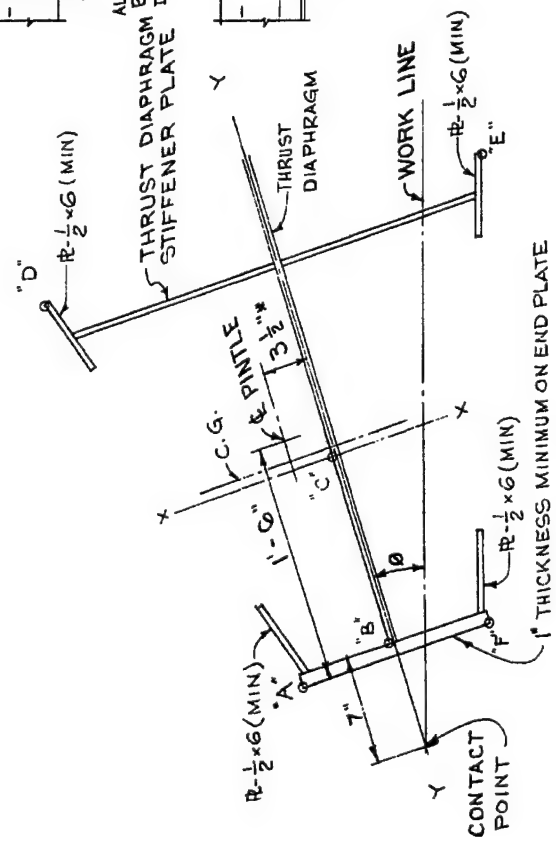 AL
THRUST DIAPHRAGM
STIFFENER PLATE
"D"
PL-1/2×6 (MIN)
Y
THRUST
DIAPHRAGM
WORK LINE
PL-1/2×6 (MIN)
"E"
℄ PINTLE
3 1/2"*
C.G.
X
X
1'-6"
"C"
PL-1/2×6 (MIN)
"A"
"B"
7"
Ø
PL-1/2×6 (MIN)
"F"
1" THICKNESS MINIMUM ON END PLATE
CONTACT
POINT
Y